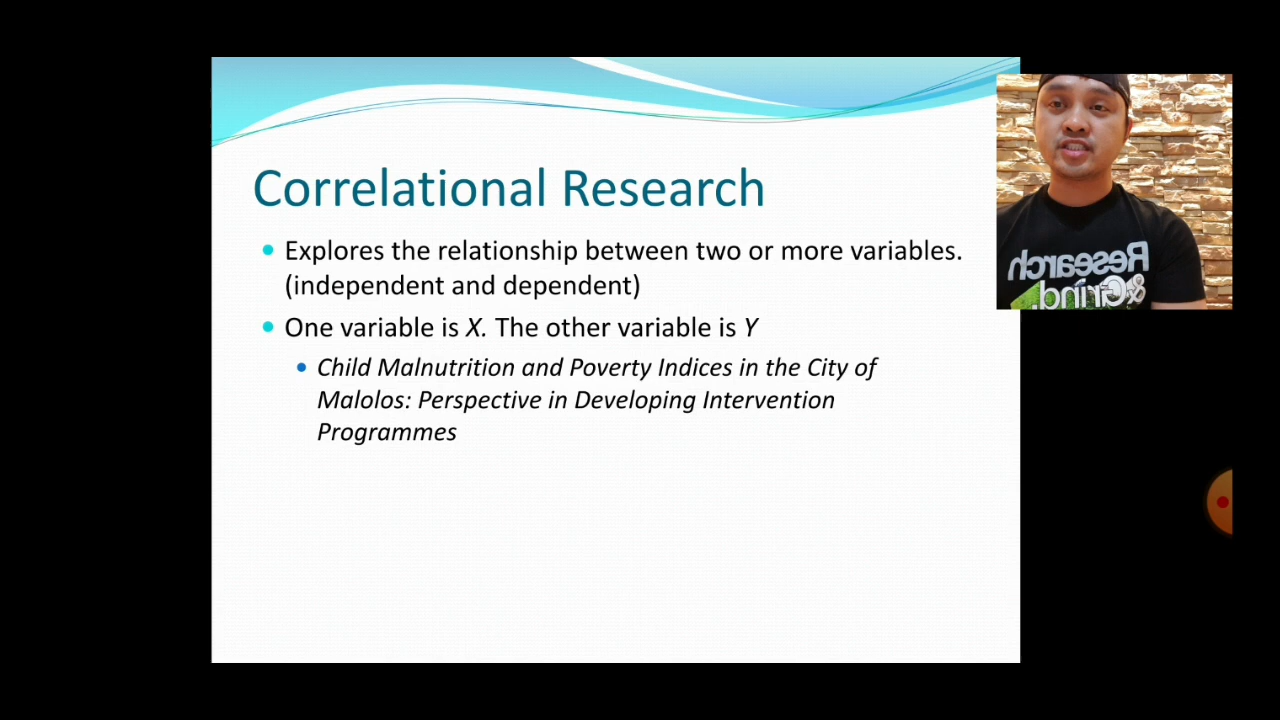 Correlational Research
Explores the relationship between two or more variables.
(independent and dependent)
One variable is X. The other variable is Y
Child Malnutrition and Poverty Indices in the City of
Malolos: Perspective in Developing Intervention
Programmes
Research
&Grind.